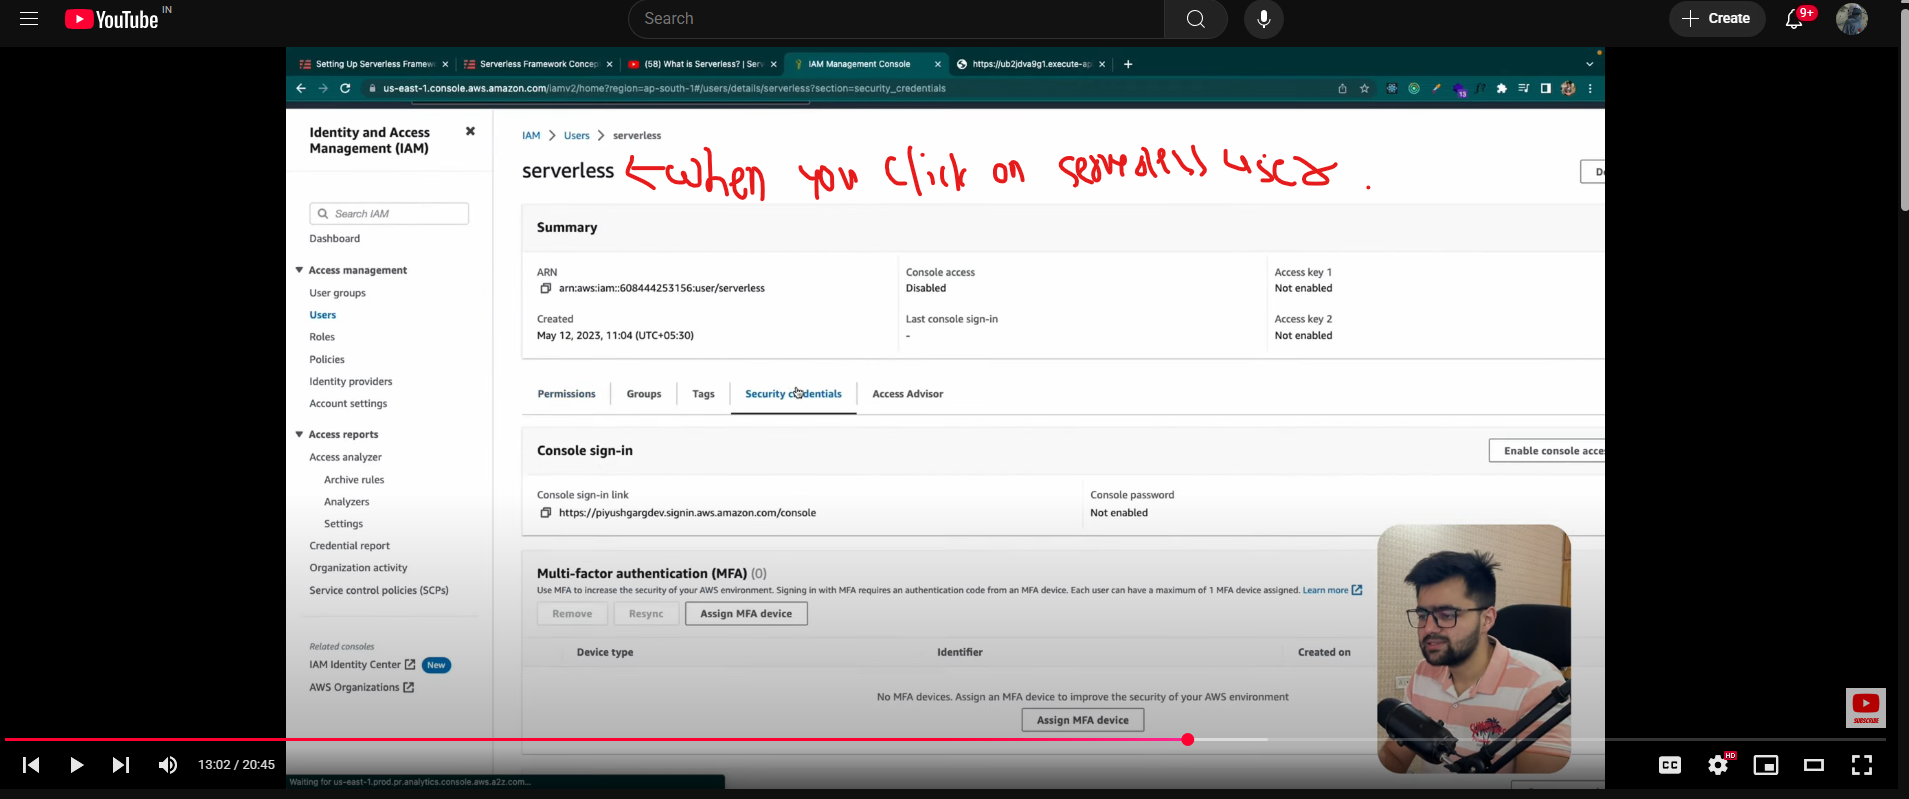 YouTube IN
Search
Create
9+
Setting Up Serverless Framew
Serverless Framework Concep
(58) What is Serverless? | Ser
IAM Management Console
https://ub2jdva9g1.execute-ap
us-east-1.console.aws.amazon.com/iamv2/home?region=ap-south-1#/users/details/serverless?section=security_credentials
13
Identity and Access
Management (IAM)
Search IAM
Dashboard
Access management
User groups
Users
Roles
Policies
Identity providers
Account settings
Access reports
Access analyzer
Archive rules
Analyzers
Settings
Credential report
Organization activity
Service control policies (SCPs)
Related consoles
IAM Identity Center New
AWS Organizations
IAM > Users > serverless
serverless ←when you click on serverless user.
De
Summary
ARN
arn:aws:iam::608444253156:user/serverless
Created
May 12, 2023, 11:04 (UTC+05:30)
Console access
Disabled
Last console sign-in
-
Access key 1
Not enabled
Access key 2
Not enabled
Permissions Groups Tags Security credentials Access Advisor
Console sign-in
Enable console acce
Console sign-in link
https://piyushgargdev.signin.aws.amazon.com/console
Console password
Not enabled
Multi-factor authentication (MFA) (0)
Use MFA to increase the security of your AWS environment. Signing in with MFA requires an authentication code from an MFA device. Each user can have a maximum of 1 MFA device assigned. Learn more
Remove Resync Assign MFA device
Device type Identifier Created on
No MFA devices. Assign an MFA device to improve the security of your AWS environment
Assign MFA device
SUBSCRIBE
13:02 / 20:45
CC
HD
Waiting for us-east-1.prod.pr.analytics.console.aws.a2z.com...